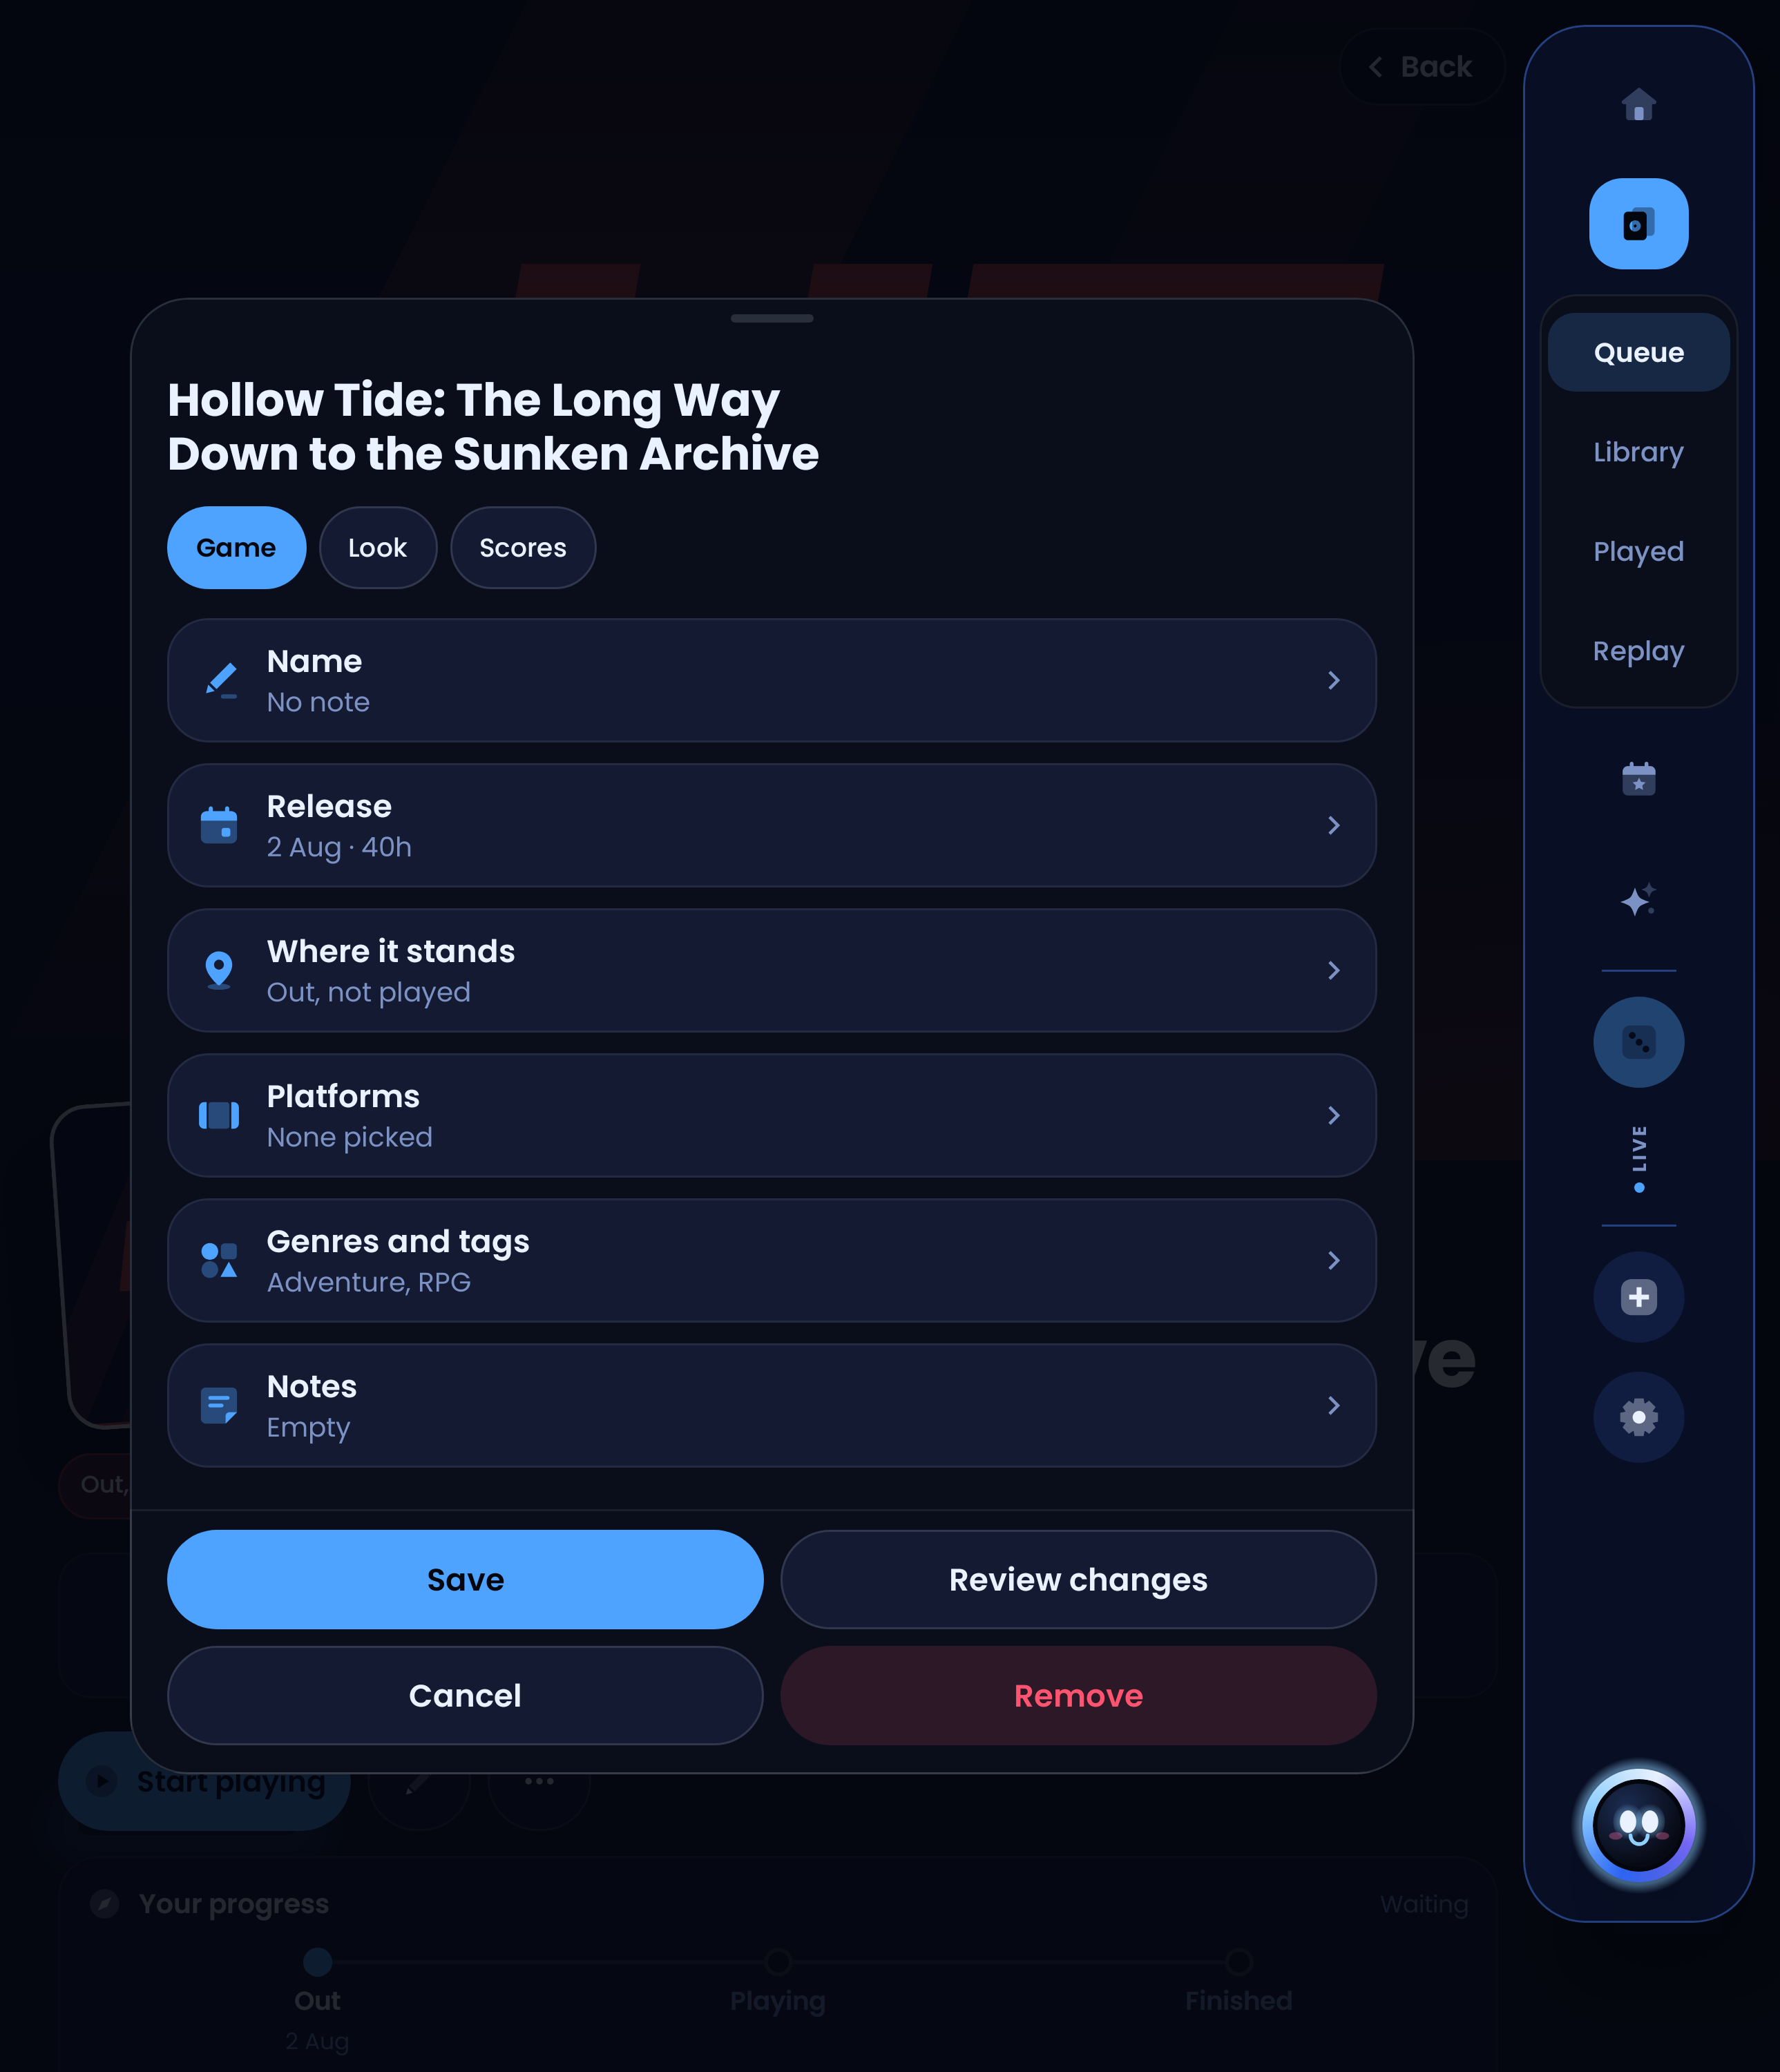 Back
Hollow Tide: The Long Way
Down to the Sunken Archive
Game
Look
Scores
Name
No note
Release
2 Aug · 40h
Where it stands
Out, not played
Platforms
None picked
Genres and tags
Adventure, RPG
Notes
Empty
Save
Review changes
Cancel
Remove
Out,
ve
Start playing
Your progress
Waiting
Out
Playing
Finished
2 Aug
Queue
Library
Played
Replay
LIVE